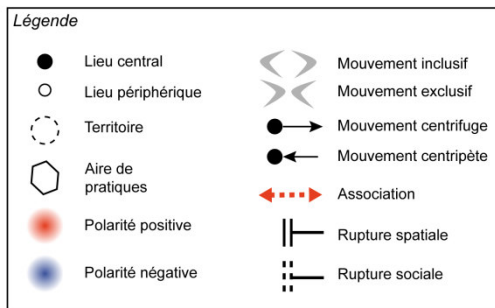 Légende
Lieu central
Lieu périphérique
Territoire
Aire de
pratiques
Polarité positive
Polarité négative
Mouvement inclusif
Mouvement exclusif
Mouvement centrifuge
Mouvement centripète
Association
Rupture spatiale
Rupture sociale